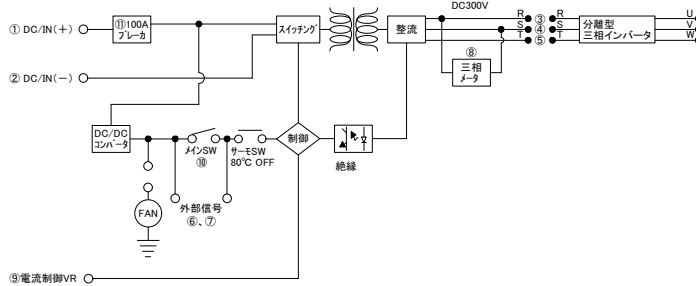 DC300V
① DC/IN(+)
⑪100A
ブレーカ
スイッチング
整流
R ③ R
S ④ S
T ⑤ T
分離型
三相インバータ
U
V
W
② DC/IN(-)
⑧
三相
メータ
DC/DC
コンバータ
メインSW
⑩
サーモSW
80℃ OFF
制御
絶縁
外部信号
⑥、⑦
FAN
⑨電流制御VR